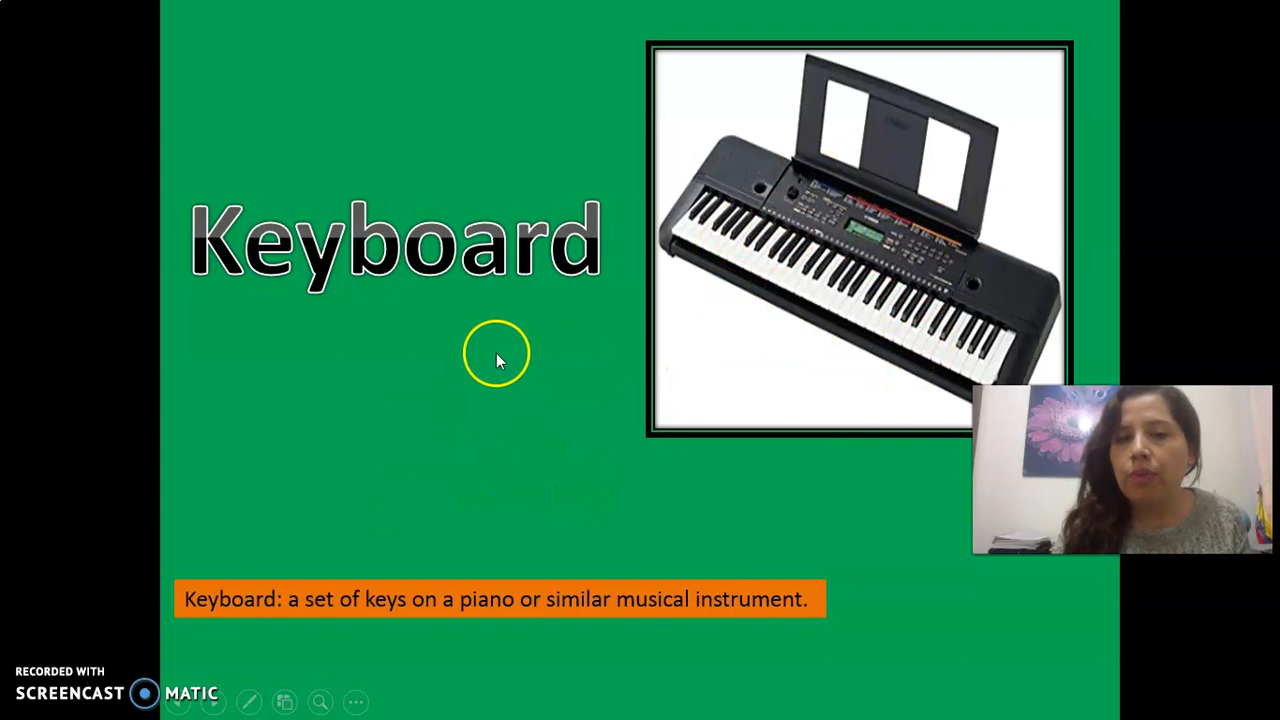 Keyboard
Keyboard: a set of keys on a piano or similar musical instrument.
RECORDED WITH
SCREENCAST MATIC